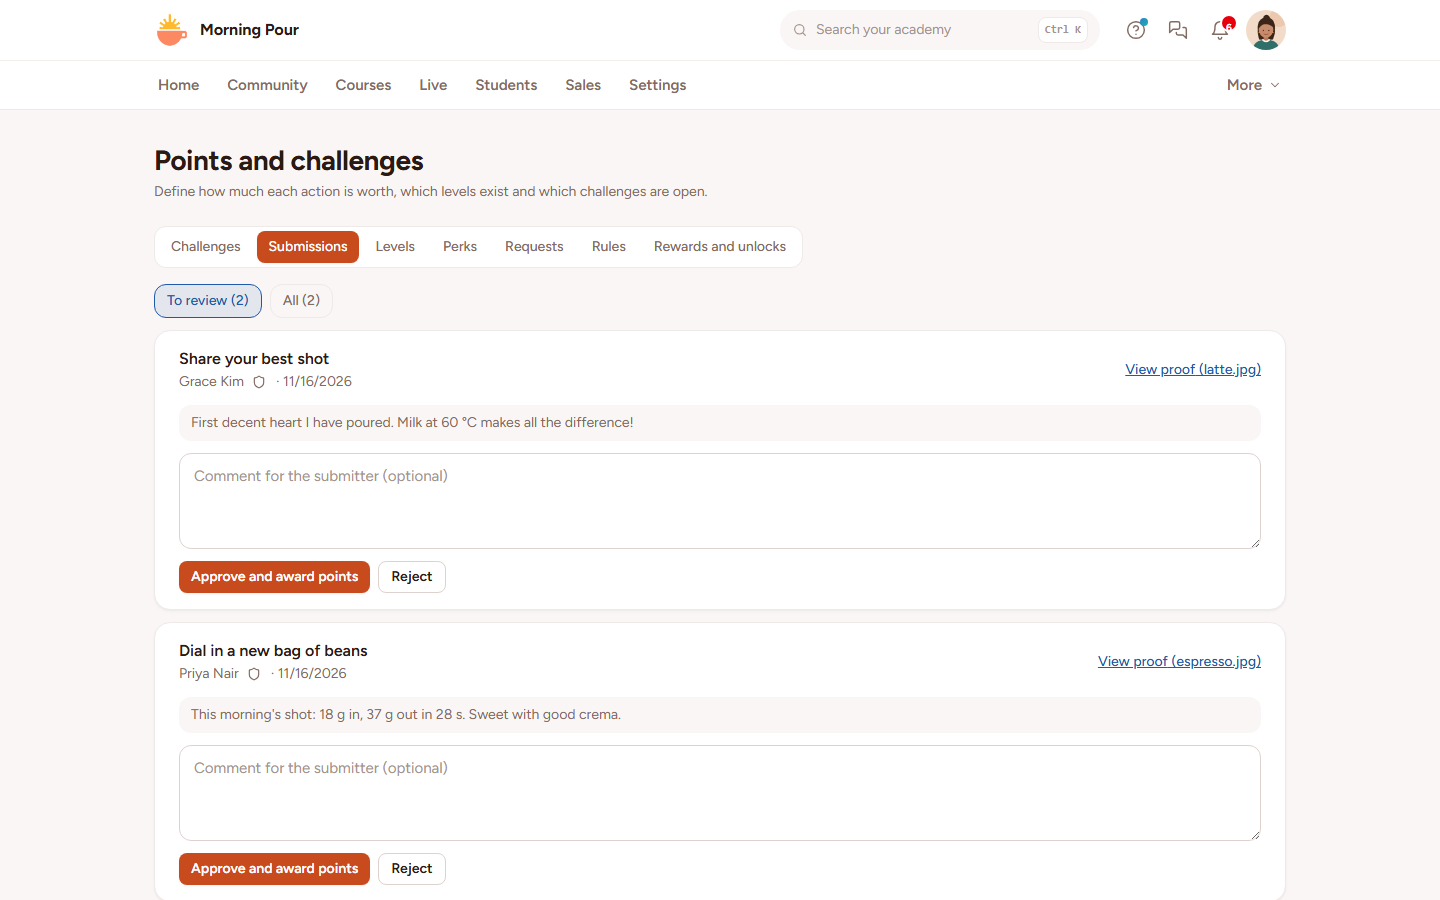 Morning Pour
Search your academy
Ctrl K
6
Home
Community
Courses
Live
Students
Sales
Settings
More
Points and challenges
Define how much each action is worth, which levels exist and which challenges are open.
Challenges
Submissions
Levels
Perks
Requests
Rules
Rewards and unlocks
To review (2)
All (2)
Share your best shot
Grace Kim · 11/16/2026
View proof (latte.jpg)
First decent heart I have poured. Milk at 60 °C makes all the difference!
Comment for the submitter (optional)
Approve and award points
Reject
Dial in a new bag of beans
Priya Nair · 11/16/2026
View proof (espresso.jpg)
This morning's shot: 18 g in, 37 g out in 28 s. Sweet with good crema.
Comment for the submitter (optional)
Approve and award points
Reject